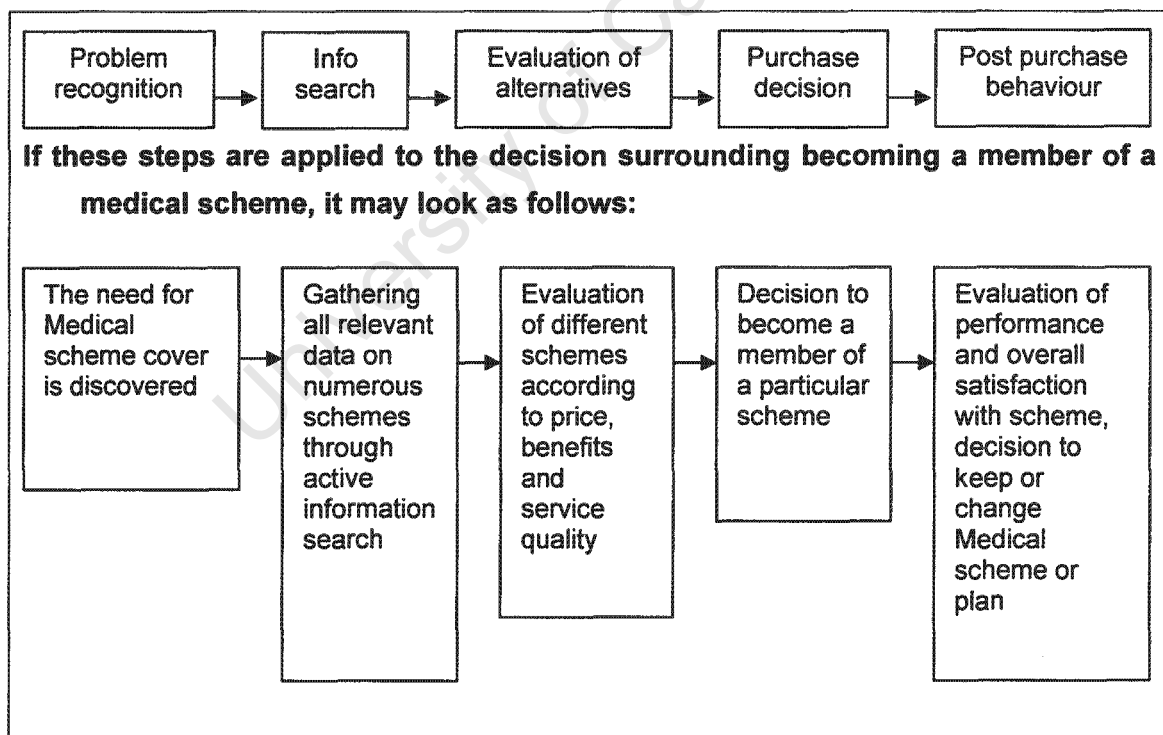 Problem
recognition
Info
search
Evaluation of
alternatives
Purchase
decision
Post purchase
behaviour
If these steps are applied to the decision surrounding becoming a member of a
medical scheme, it may look as follows:
The need for
Medical
scheme cover
is discovered
Gathering
all relevant
data on
numerous
schemes
through
active
information
search
Evaluation
of different
schemes
according
to price,
benefits
and
service
quality
Decision to
become a
member of
a particular
scheme
Evaluation of
performance
and overall
satisfaction
with scheme,
decision to
keep or
change
Medical
scheme or
plan
University of Ca